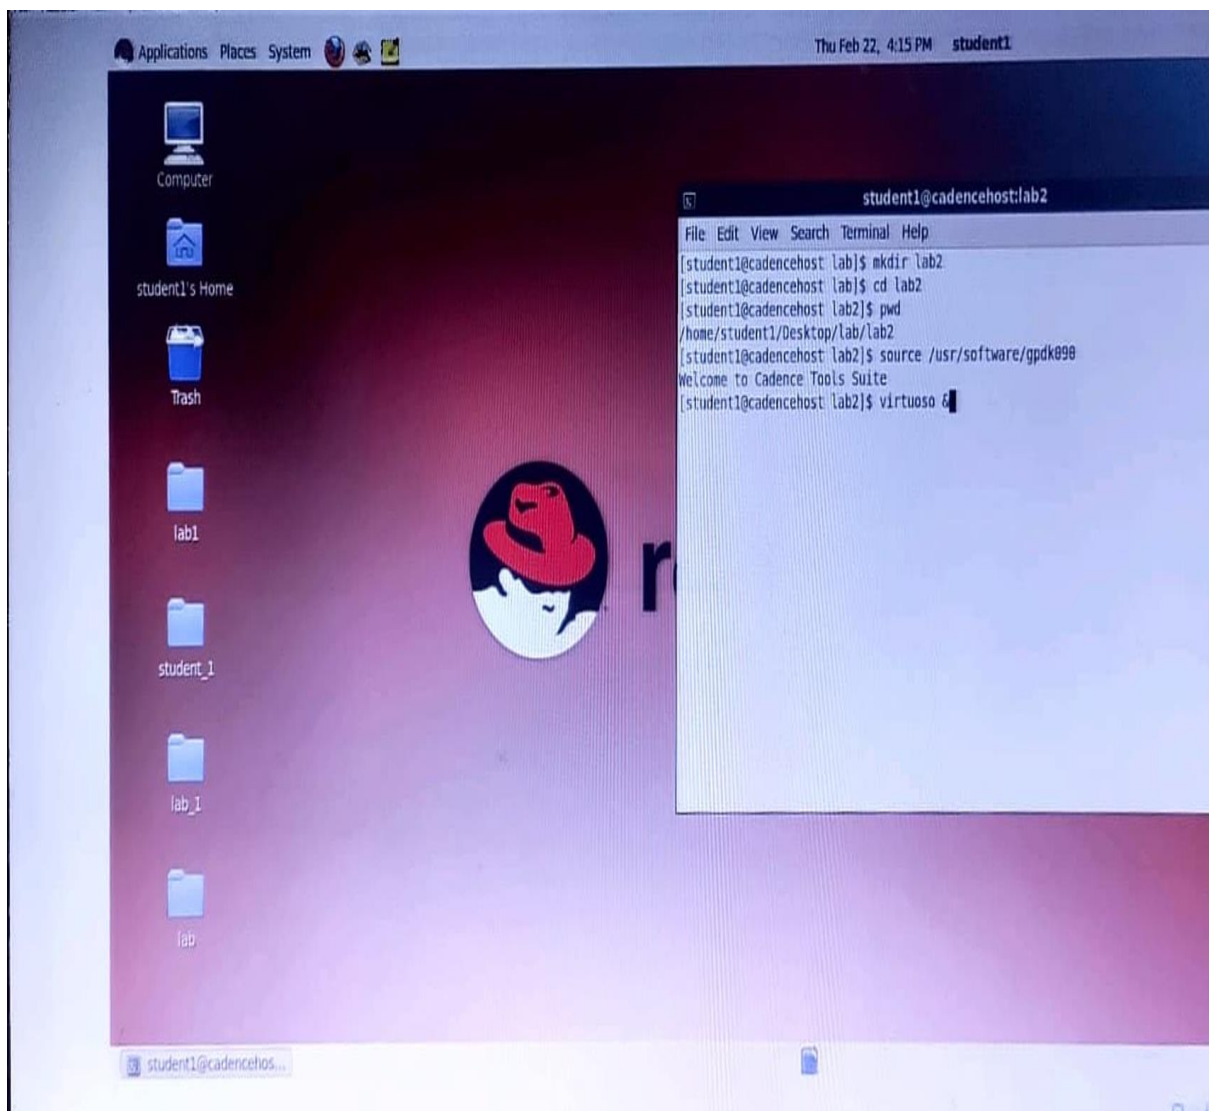 Applications Places System
Thu Feb 22, 4:15 PM student1
Computer
student1's Home
Trash
lab1
student_1
lab_1
lab
student1@cadencehost:lab2
File Edit View Search Terminal Help
[student1@cadencehost lab]$ mkdir lab2
[student1@cadencehost lab]$ cd lab2
[student1@cadencehost lab2]$ pwd
/home/student1/Desktop/lab/lab2
[student1@cadencehost lab2]$ source /usr/software/gpdk090
Welcome to Cadence Tools Suite
[student1@cadencehost lab2]$ virtuoso &
r
student1@cadencehos...